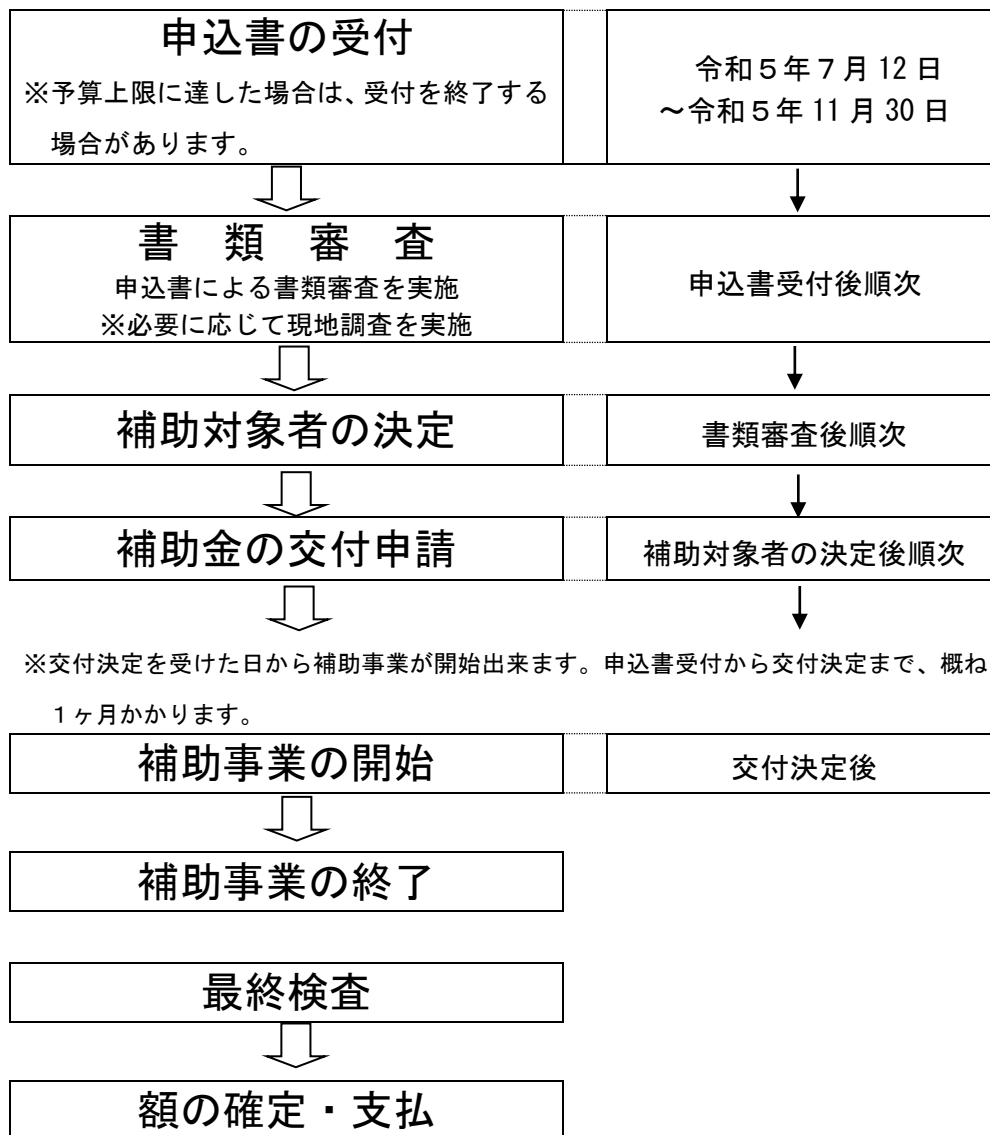 申込書の受付
※予算上限に達した場合は、受付を終了する
場合があります。
令和５年７月 12 日
～令和５年 11 月 30 日
書　類　審　査
申込書による書類審査を実施
※必要に応じて現地調査を実施
申込書受付後順次
補助対象者の決定
書類審査後順次
補助金の交付申請
補助対象者の決定後順次
※交付決定を受けた日から補助事業が開始出来ます。申込書受付から交付決定まで、概ね
１ヶ月かかります。
補助事業の開始
交付決定後
補助事業の終了
最終検査
額の確定・支払